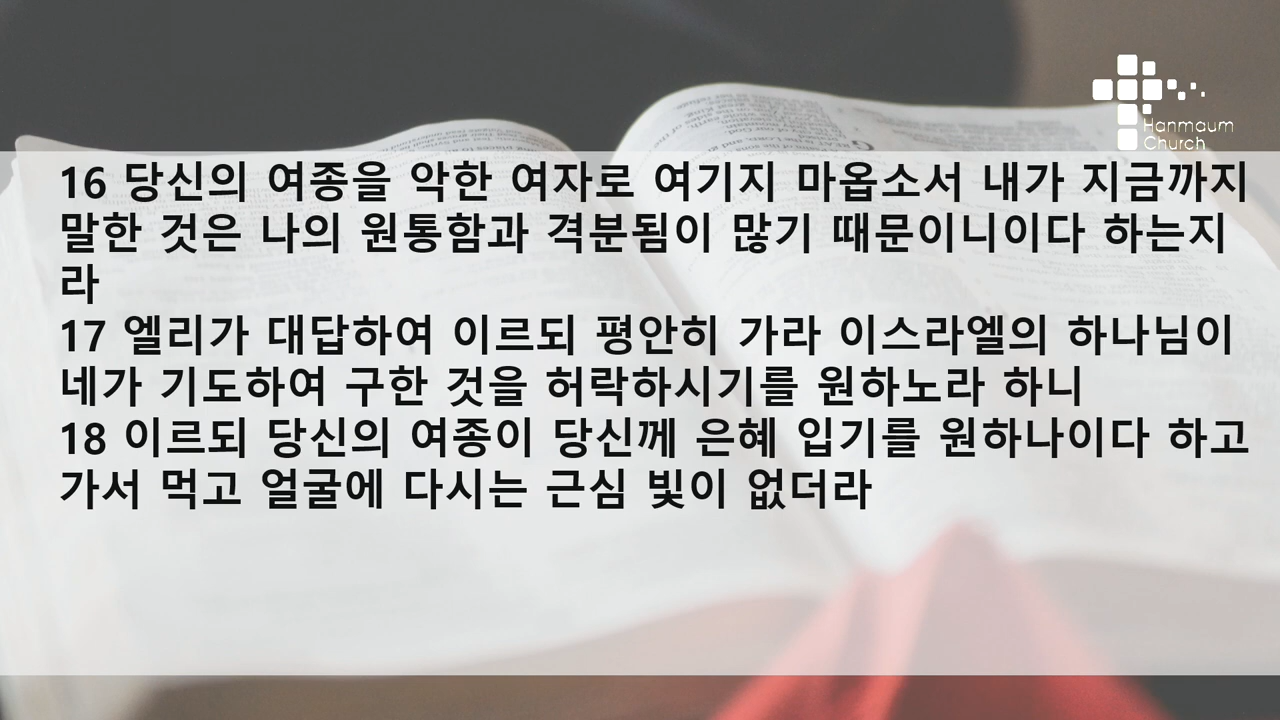 Hanmaum
Church
16 당신의 여종을 악한 여자로 여기지 마옵소서 내가 지금까지
말한 것은 나의 원통함과 격분됨이 많기 때문이니이다 하는지
라
17 엘리가 대답하여 이르되 평안히 가라 이스라엘의 하나님이
네가 기도하여 구한 것을 허락하시기를 원하노라 하니
18 이르되 당신의 여종이 당신께 은혜 입기를 원하나이다 하고
가서 먹고 얼굴에 다시는 근심 빛이 없더라